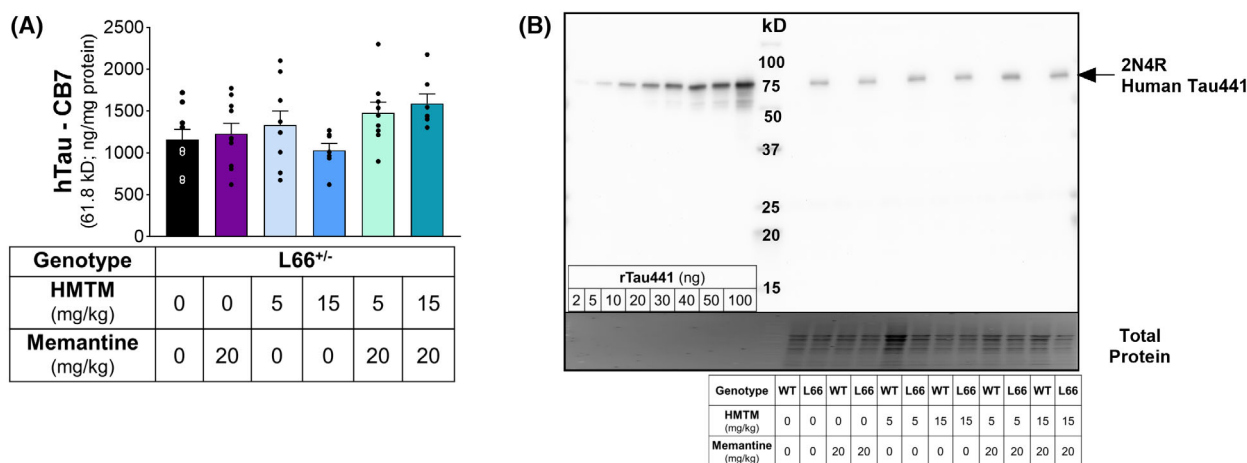 (A)
hTau - CB7
(61.8 kD; ng/mg protein)
2500
2000
1500
1000
500
0
Genotype L66+/-
HMTM (mg/kg) 0 0 5 15 5 15
Memantine (mg/kg) 0 20 0 0 20 20
(B)
kD
100
75
50
37
25
20
15
2N4R
Human Tau441
rTau441 (ng)
2 5 10 20 30 40 50 100
Total
Protein
Genotype WT L66 WT L66 WT L66 WT L66 WT L66 WT L66
HMTM (mg/kg) 0 0 0 0 5 5 15 15 5 5 15 15
Memantine (mg/kg) 0 0 20 20 0 0 0 0 20 20 20 20